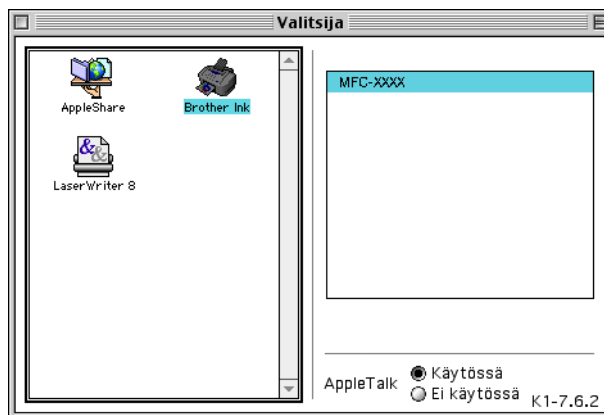 Valitsija
AppleShare
Brother Ink
LaserWriter 8
MFC-XXXX
AppleTalk
Käytössä
Ei käytössä
K1-7.6.2